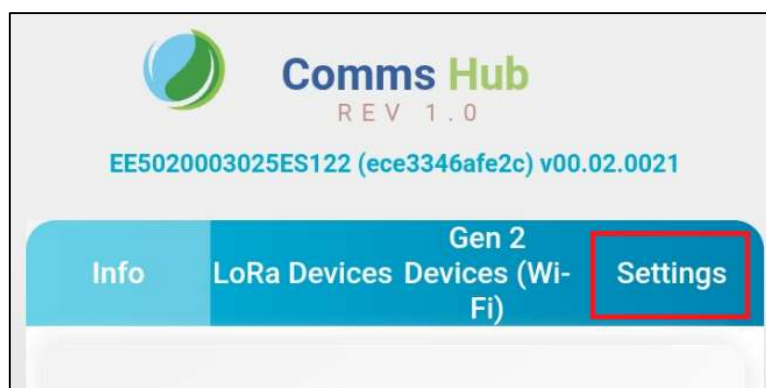 Comms Hub
REV 1.0
EE5020003025ES122 (ece3346afe2c) v00.02.0021
Info
LoRa Devices
Gen 2
Devices (Wi-
Fi)
Settings